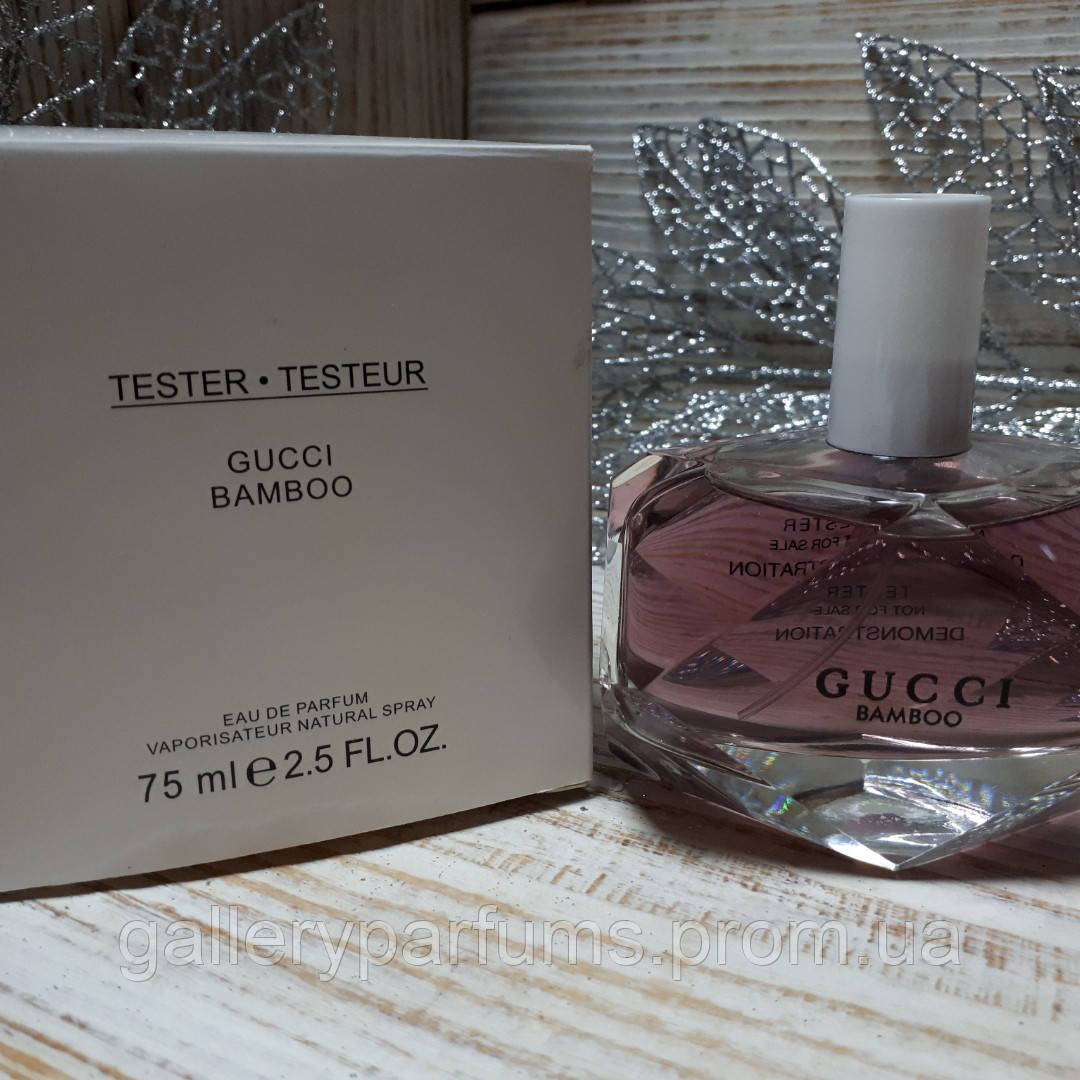 TESTER • TESTEUR
GUCCI
BAMBOO
EAU DE PARFUM
VAPORISATEUR NATURAL SPRAY
75 ml e 2.5 FL.OZ.
TESTER
NOT FOR SALE
DEMONSTRATION
GUCCI
BAMBOO
galleryparfums.prom.ua